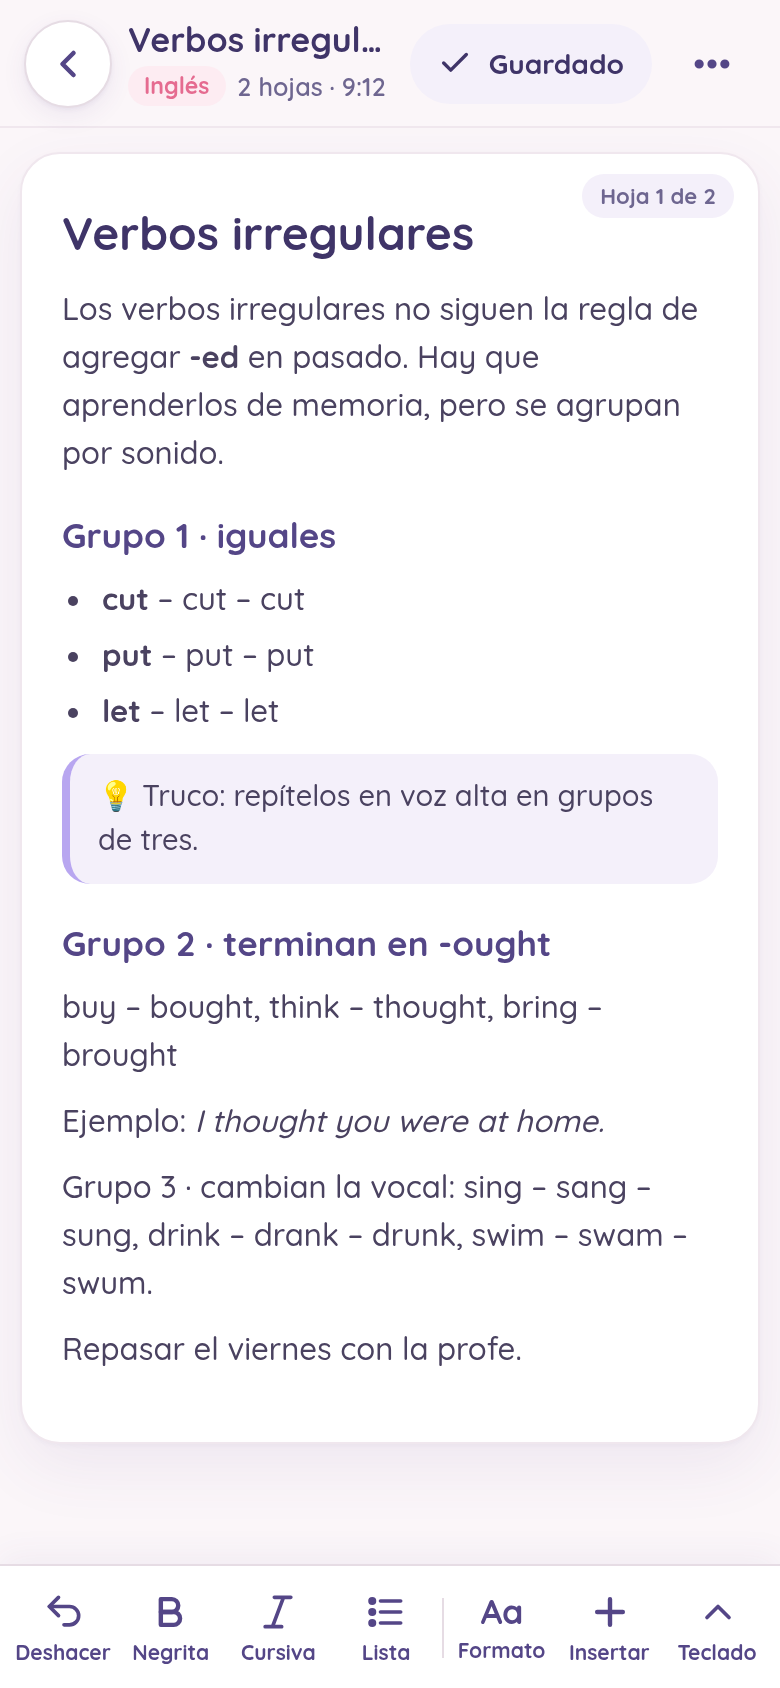 Verbos irregul...
Guardado
Inglés
2 hojas · 9:12
Hoja 1 de 2
Verbos irregulares
Los verbos irregulares no siguen la regla de
agregar -ed en pasado. Hay que
aprenderlos de memoria, pero se agrupan
por sonido.
Grupo 1 · iguales
• cut – cut – cut
• put – put – put
• let – let – let
💡 Truco: repítelos en voz alta en grupos
de tres.
Grupo 2 · terminan en -ought
buy – bought, think – thought, bring –
brought
Ejemplo: I thought you were at home.
Grupo 3 · cambian la vocal: sing – sang –
sung, drink – drank – drunk, swim – swam –
swum.
Repasar el viernes con la profe.
B
I
Aa
Deshacer
Negrita
Cursiva
Lista
Formato
Insertar
Teclado